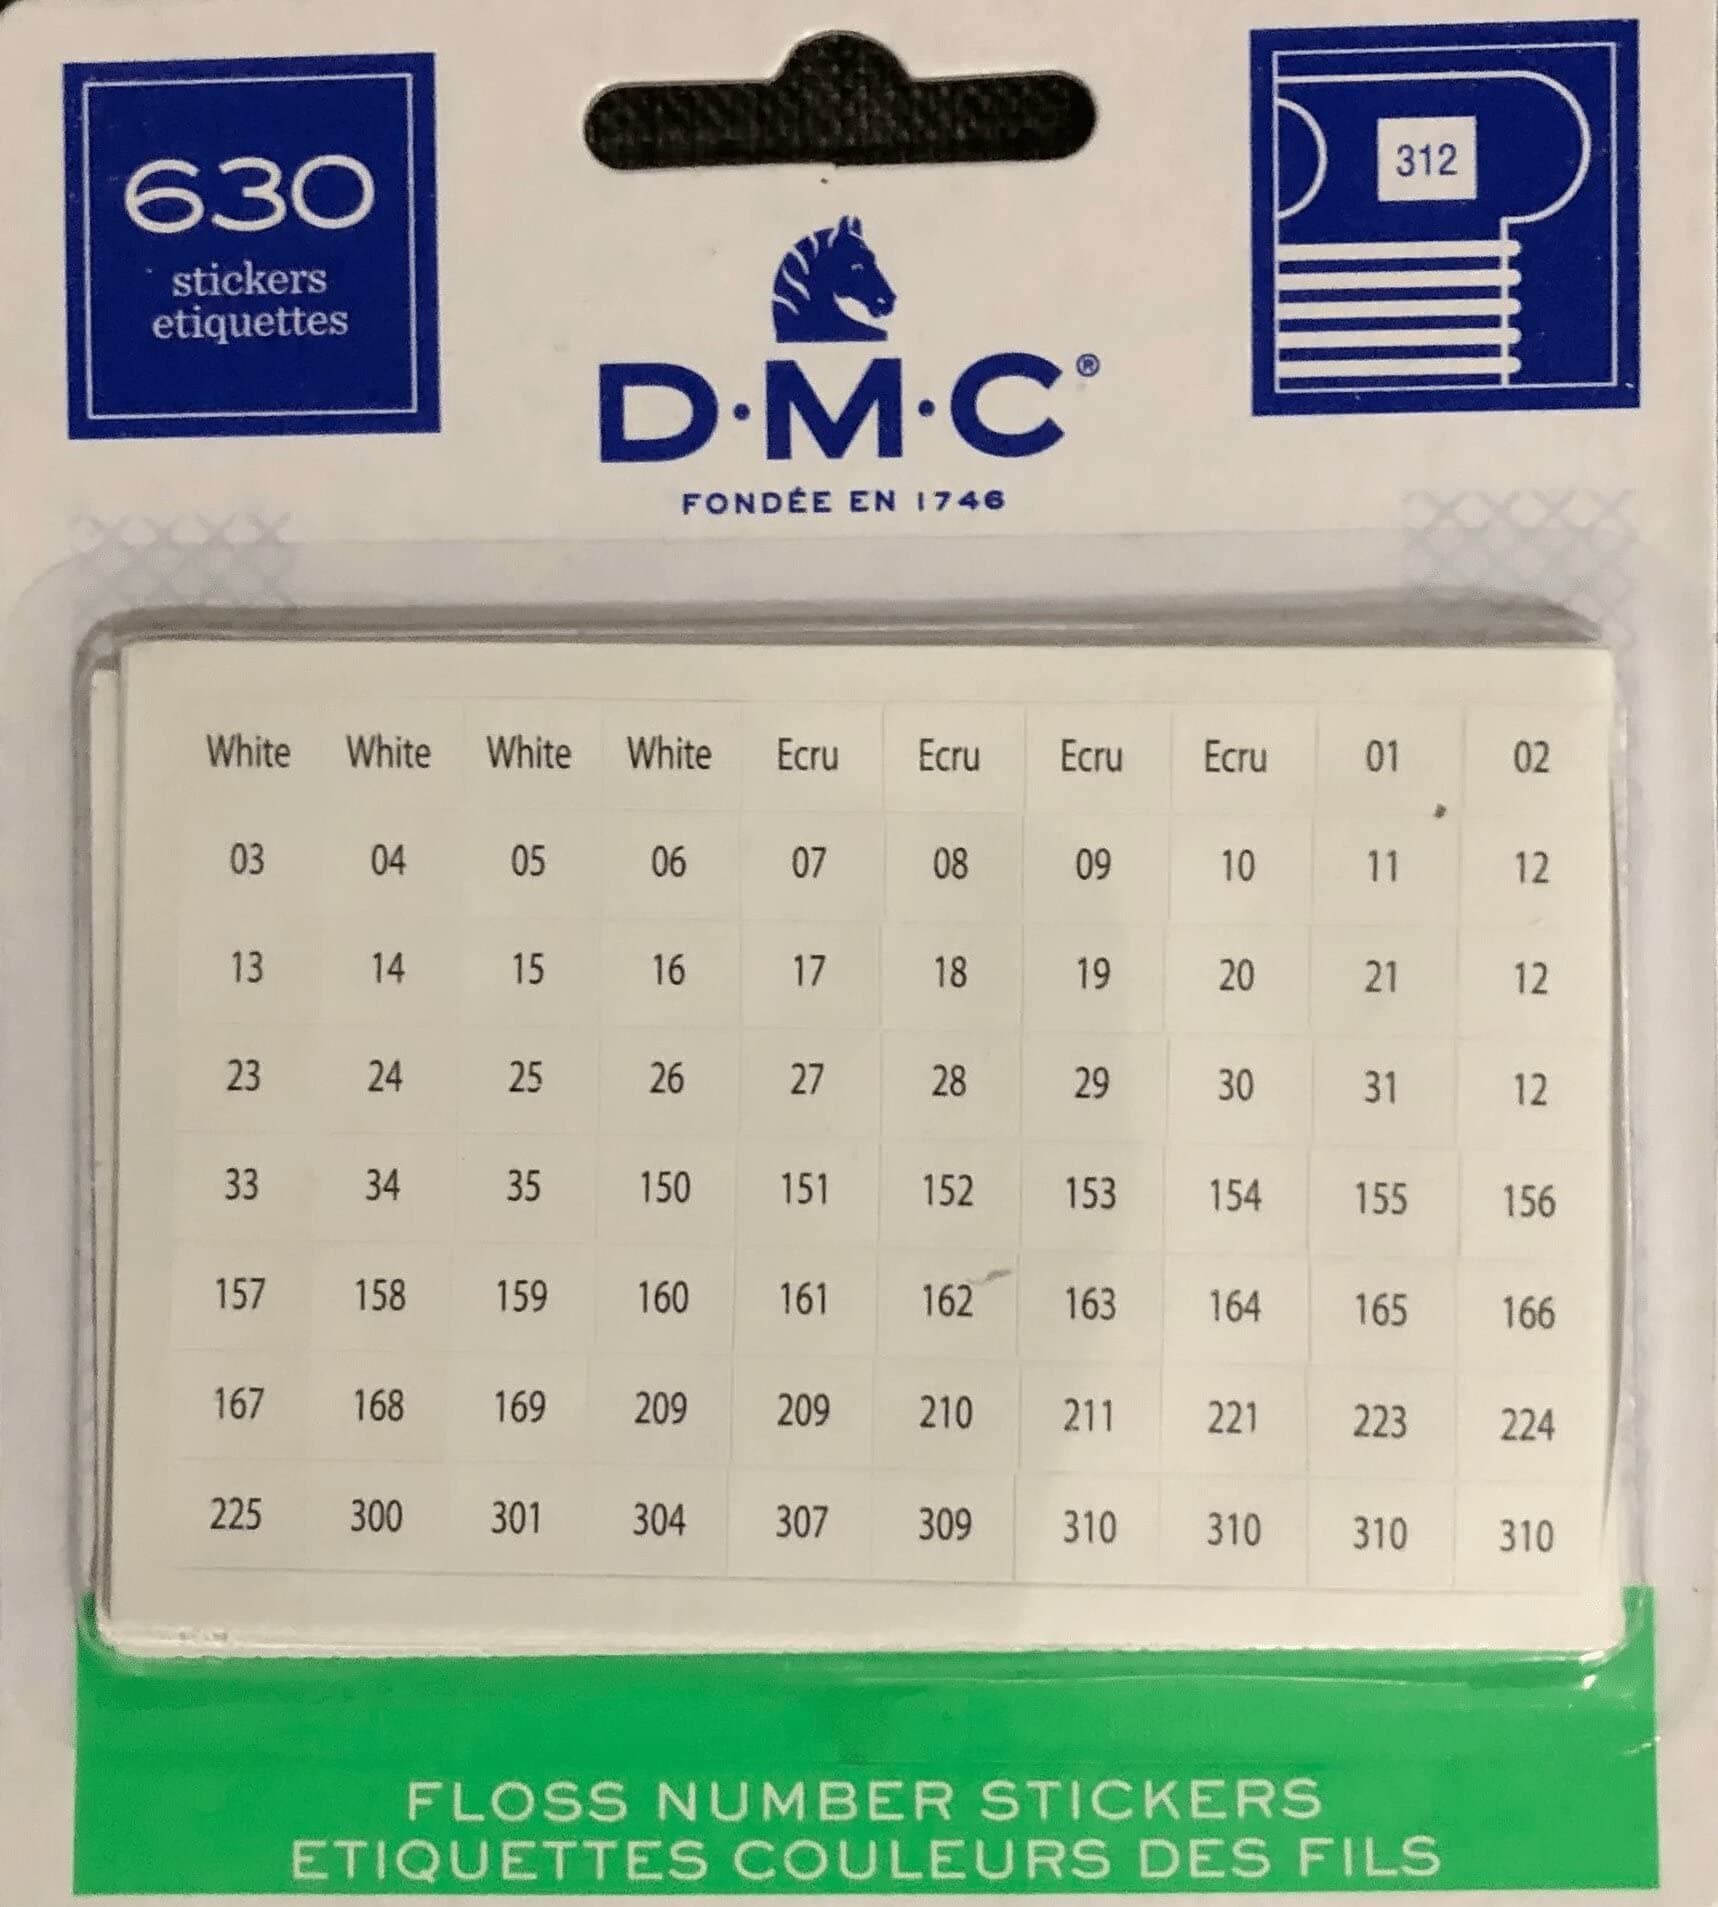 630
stickers
etiquettes
312
D·M·C®
FONDÉE EN 1746
White White White White Ecru Ecru Ecru Ecru 01 02
03 04 05 06 07 08 09 10 11 12
13 14 15 16 17 18 19 20 21 12
23 24 25 26 27 28 29 30 31 12
33 34 35 150 151 152 153 154 155 156
157 158 159 160 161 162 163 164 165 166
167 168 169 209 209 210 211 221 223 224
225 300 301 304 307 309 310 310 310 310
FLOSS NUMBER STICKERS
ETIQUETTES COULEURS DES FILS